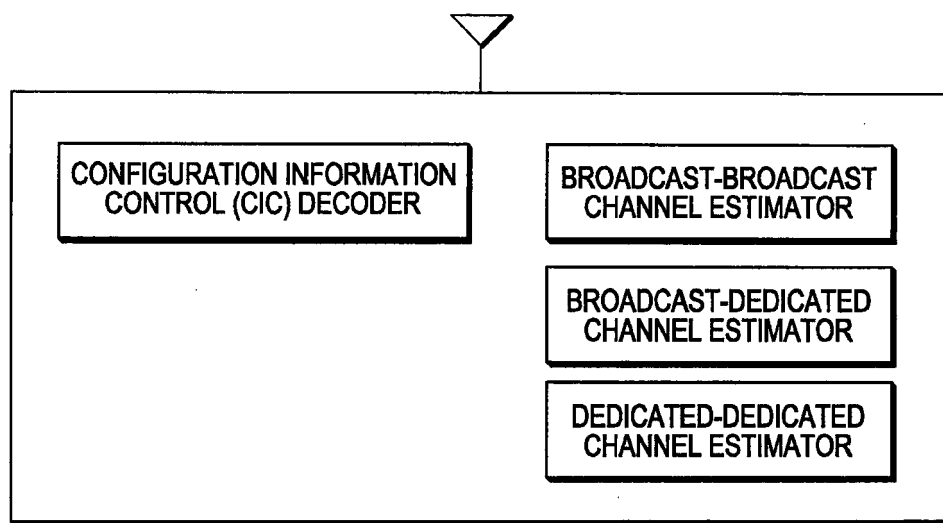 CONFIGURATION INFORMATION
CONTROL (CIC) DECODER
BROADCAST-BROADCAST
CHANNEL ESTIMATOR
BROADCAST-DEDICATED
CHANNEL ESTIMATOR
DEDICATED-DEDICATED
CHANNEL ESTIMATOR